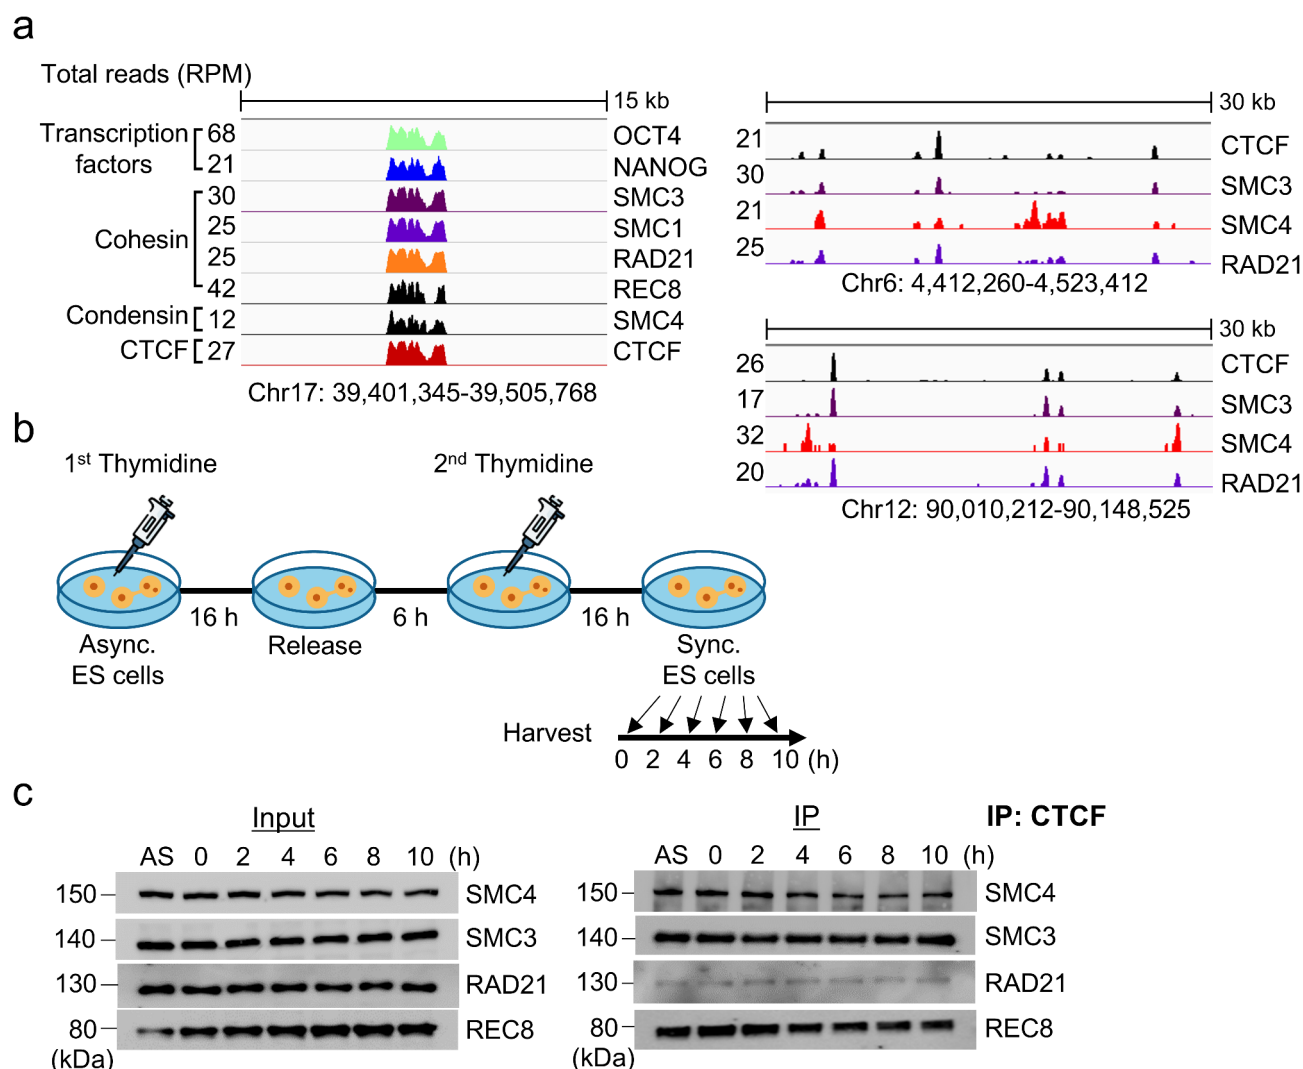 a
Total reads (RPM)
15 kb
Transcription factors
68 OCT4
21 NANOG
Cohesin
30 SMC3
25 SMC1
25 RAD21
42 REC8
Condensin 12 SMC4
CTCF 27 CTCF
Chr17: 39,401,345-39,505,768
30 kb
21 CTCF
30 SMC3
21 SMC4
25 RAD21
Chr6: 4,412,260-4,523,412
30 kb
26 CTCF
17 SMC3
32 SMC4
20 RAD21
Chr12: 90,010,212-90,148,525
b
1st Thymidine
2nd Thymidine
16 h
6 h
16 h
Async.
ES cells
Release
Sync.
ES cells
Harvest
0 2 4 6 8 10 (h)
c
Input
AS 0 2 4 6 8 10 (h)
150 SMC4
140 SMC3
130 RAD21
80 REC8
(kDa)
IP
IP: CTCF
AS 0 2 4 6 8 10 (h)
150 SMC4
140 SMC3
130 RAD21
80 REC8
(kDa)